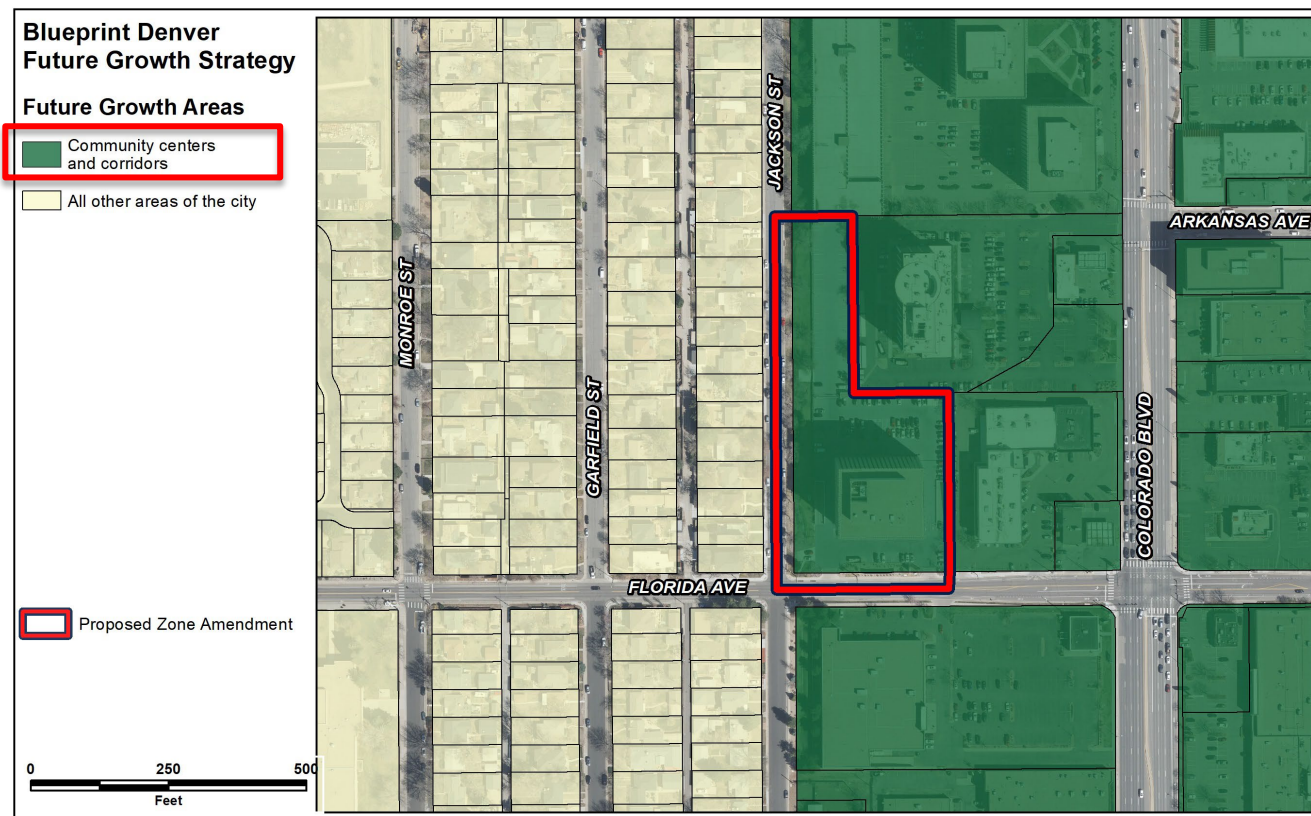 Blueprint Denver
Future Growth Strategy
Future Growth Areas
Community centers
and corridors
All other areas of the city
Proposed Zone Amendment
0 250 500
Feet
MONROE ST
GARFIELD ST
JACKSON ST
FLORIDA AVE
COLORADO BLVD
ARKANSAS AVE